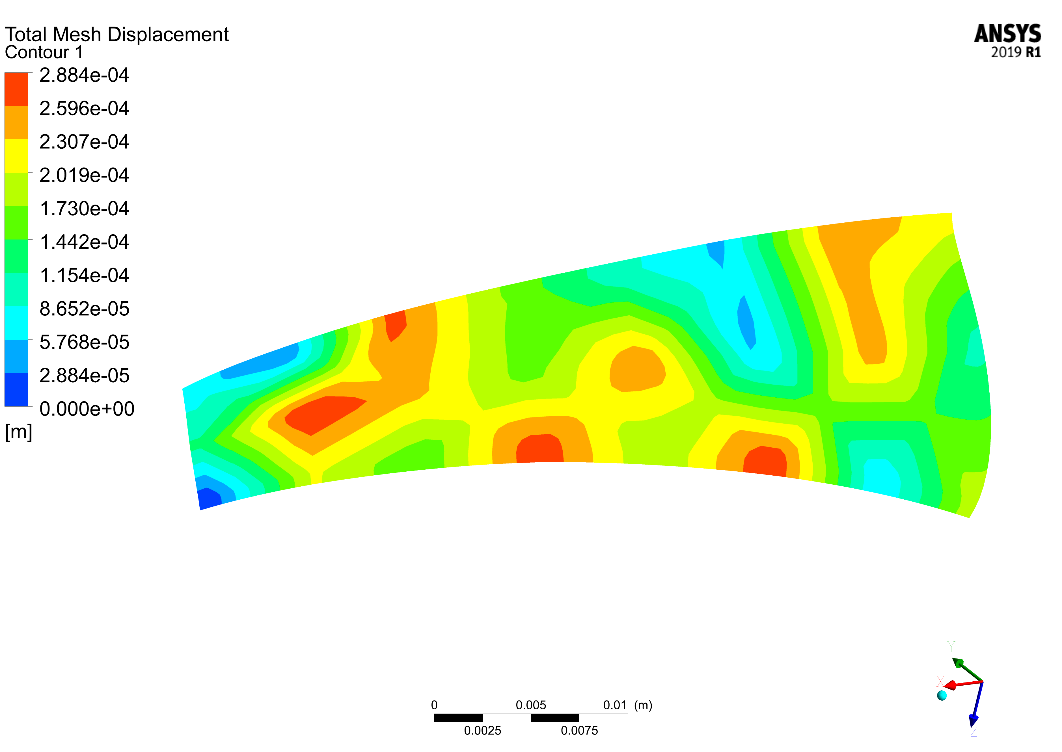 Total Mesh Displacement
Contour 1
ANSYS
2019 R1
2.884e-04
2.596e-04
2.307e-04
2.019e-04
1.730e-04
1.442e-04
1.154e-04
8.652e-05
5.768e-05
2.884e-05
0.000e+00
[m]
Y
X
Z
0 0.005 0.01 (m)
0.0025 0.0075